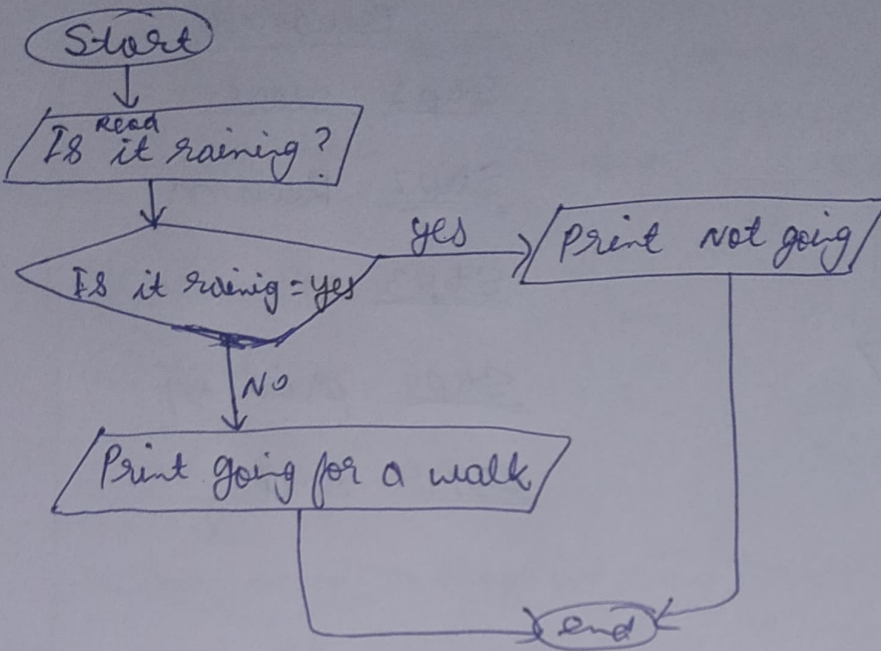 Start
Read
Is it raining?
Is it rainig = yes
yes
Print Not going
NO
Print going for a walk
end